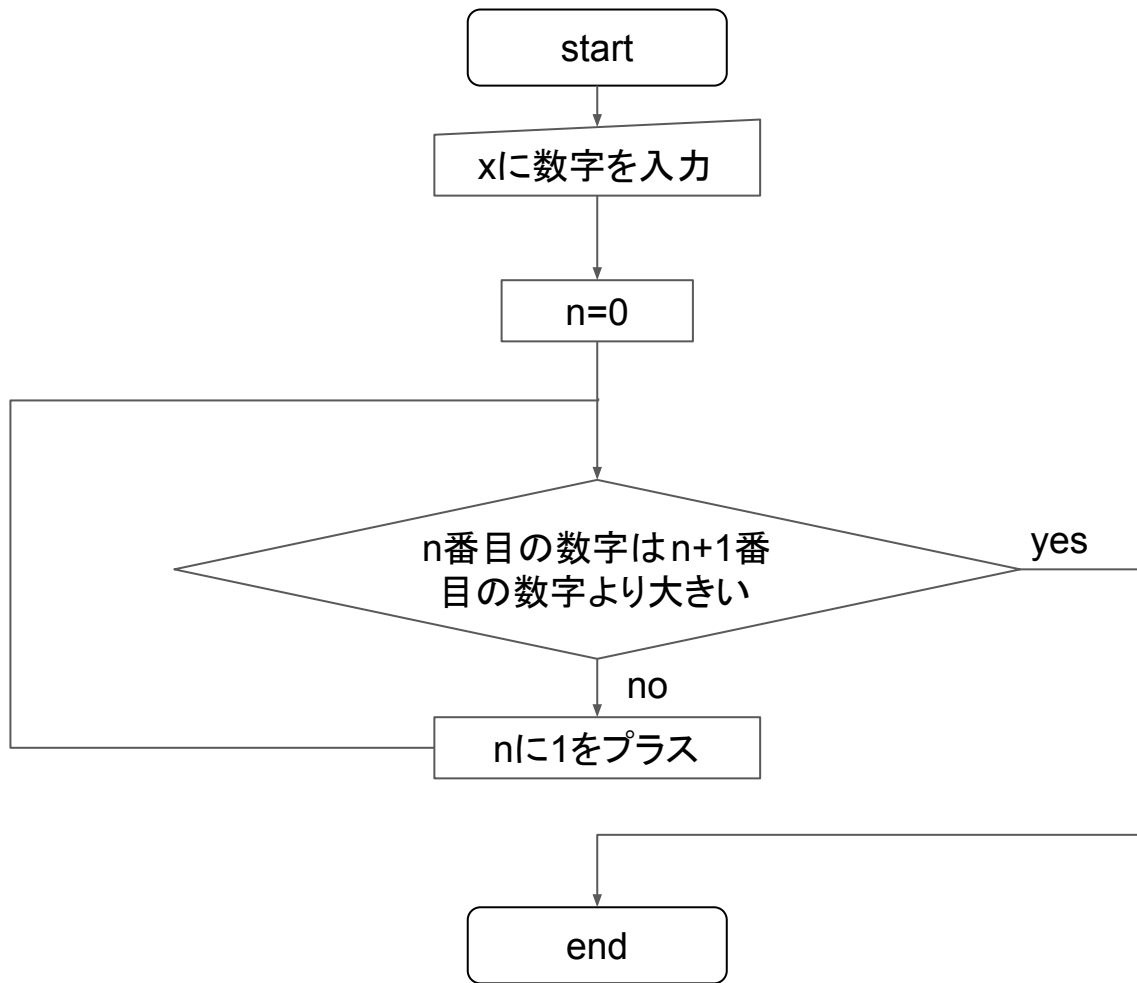 start
xに数字を入力
n=0
n番目の数字はn+1番
目の数字より大きい
yes
no
nに1をプラス
end